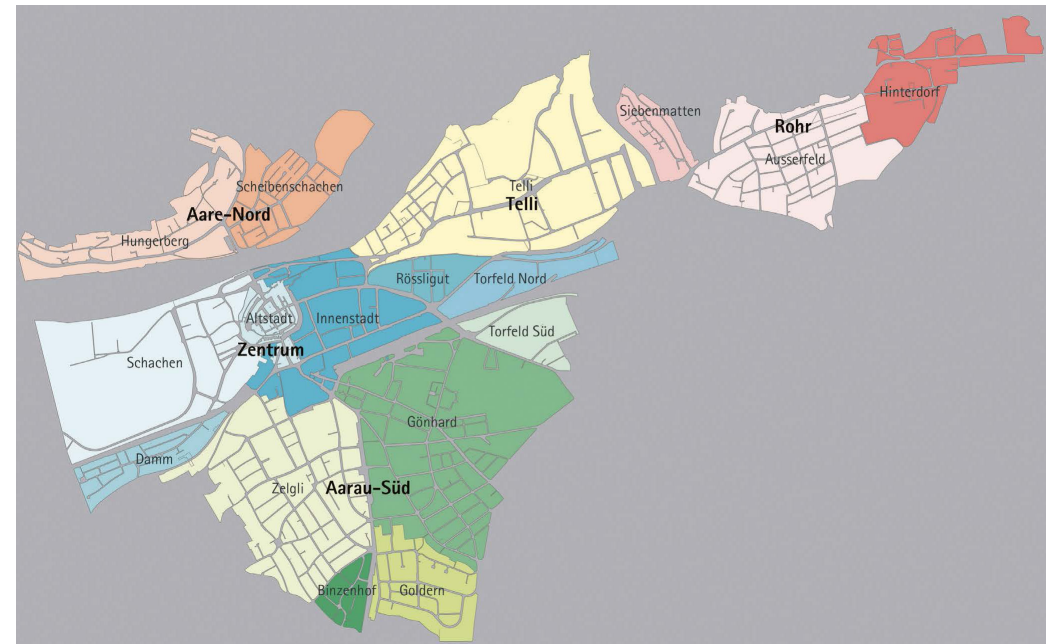 Hinterdorf
Siebenmatten
Rohr
Ausserfeld
Scheibenschachen
Telli
Telli
Aare-Nord
Hungerberg
Rössligut
Torfeld Nord
Altstadt
Innenstadt
Torfeld Süd
Zentrum
Schachen
Gönhard
Damm
Zelgli
Aarau-Süd
Binzenhof
Goldern